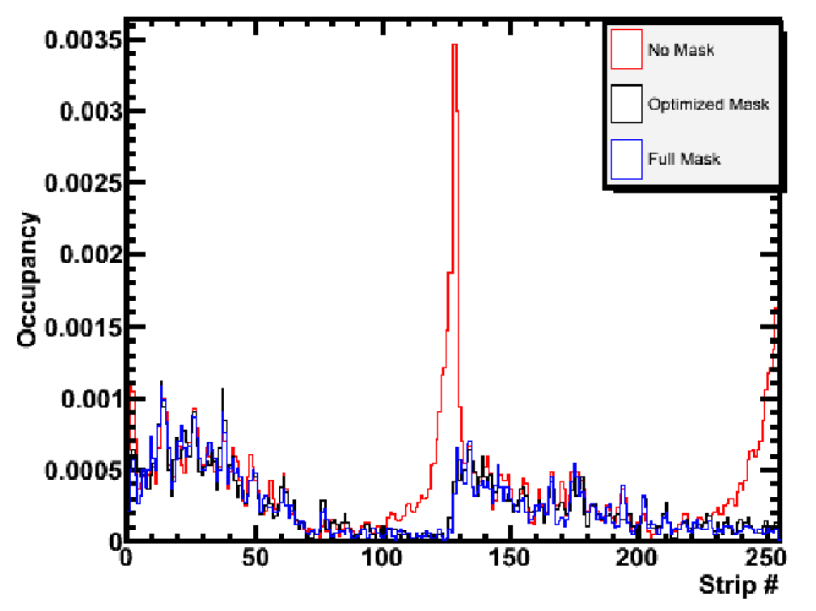 0.0035
0.003
0.0025
0.002
0.0015
0.001
0.0005
0
Occupancy
No Mask
Optimized Mask
Full Mask
0 50 100 150 200 250
Strip #